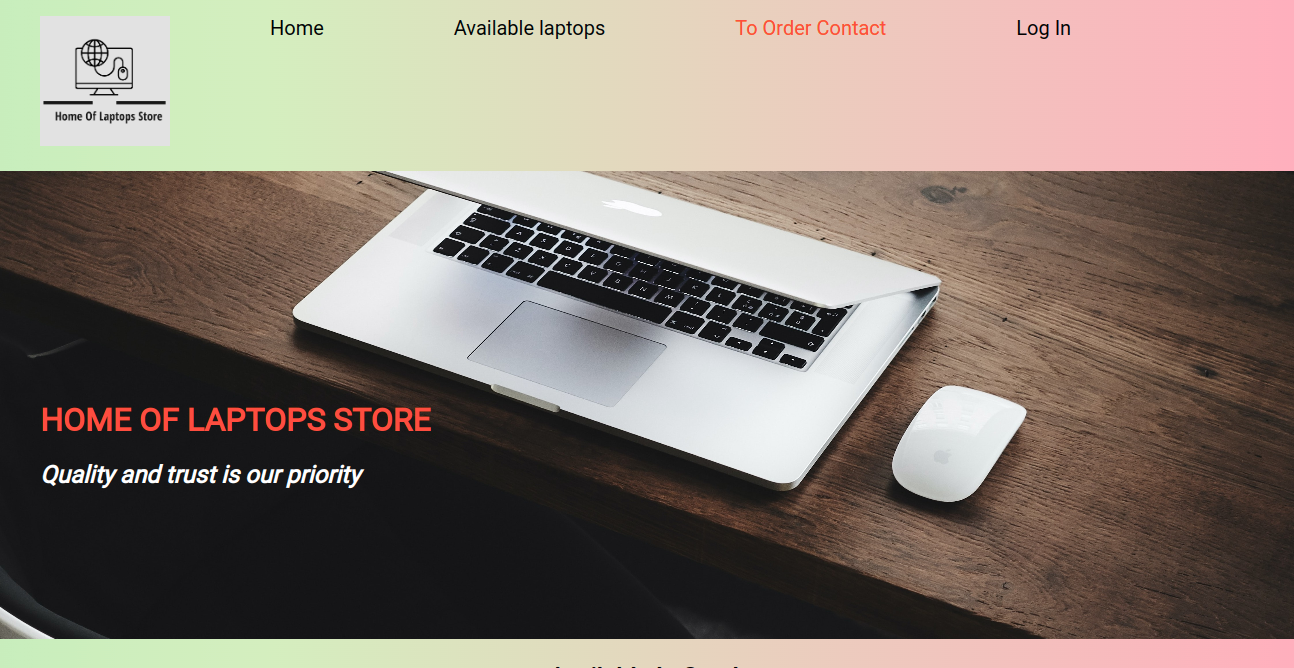 Home
Available laptops
To Order Contact
Log In
Home Of Laptops Store
HOME OF LAPTOPS STORE
Quality and trust is our priority